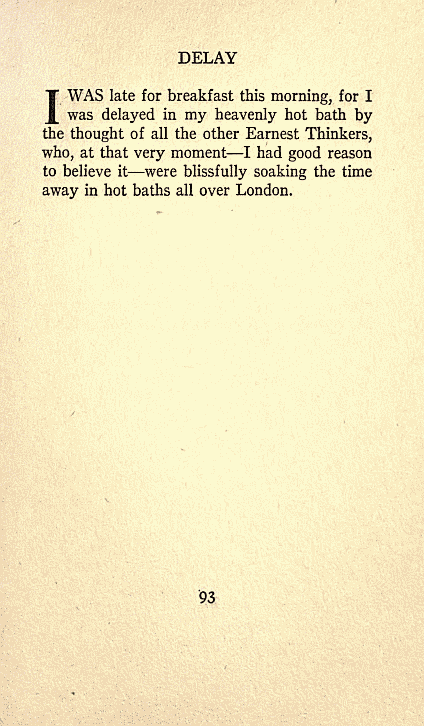 DELAY
I WAS late for breakfast this morning, for I
was delayed in my heavenly hot bath by
the thought of all the other Earnest Thinkers,
who, at that very moment—I had good reason
to believe it—were blissfully soaking the time
away in hot baths all over London.
93